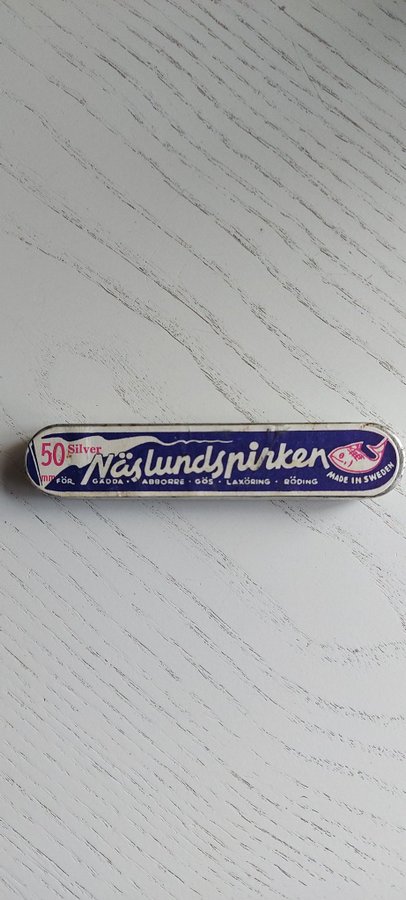 50 Silver
mm
Näslundspirken
FÖR GÄDDA · ABBORRE · GÖS · LAXÖRING · RÖDING
MADE IN SWEDEN